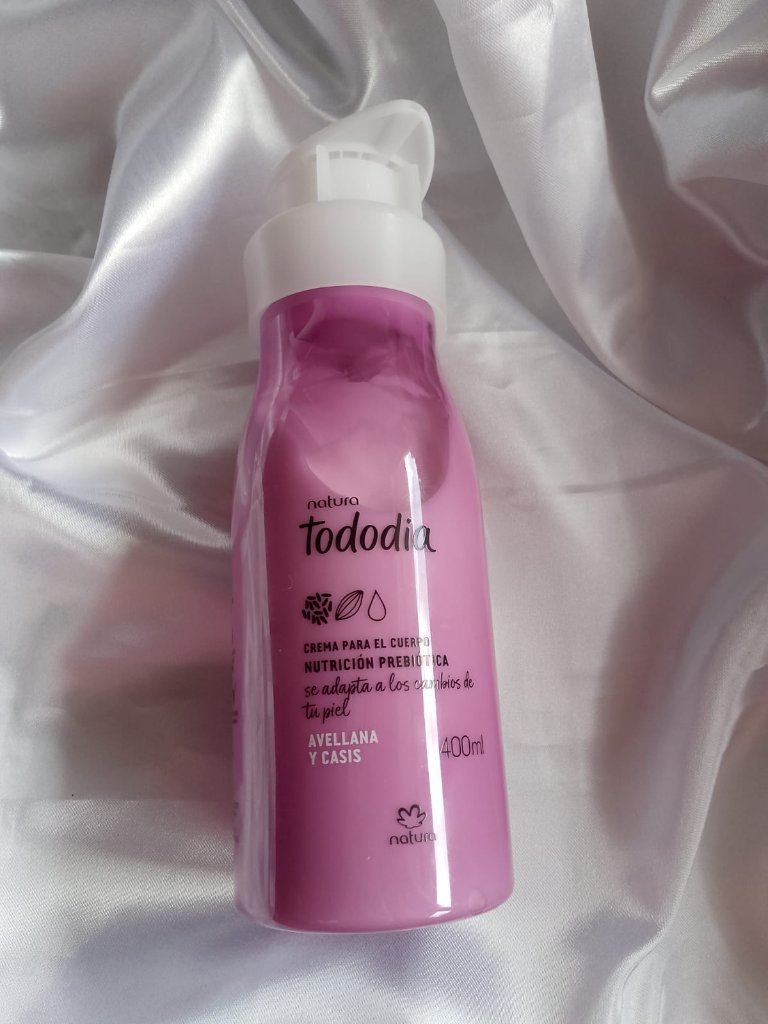 natura
tododia
CREMA PARA EL CUERPO
NUTRICIÓN PREBIÓTICA
se adapta a los cambios de
tu piel
AVELLANA
Y CASIS
400ml
natura